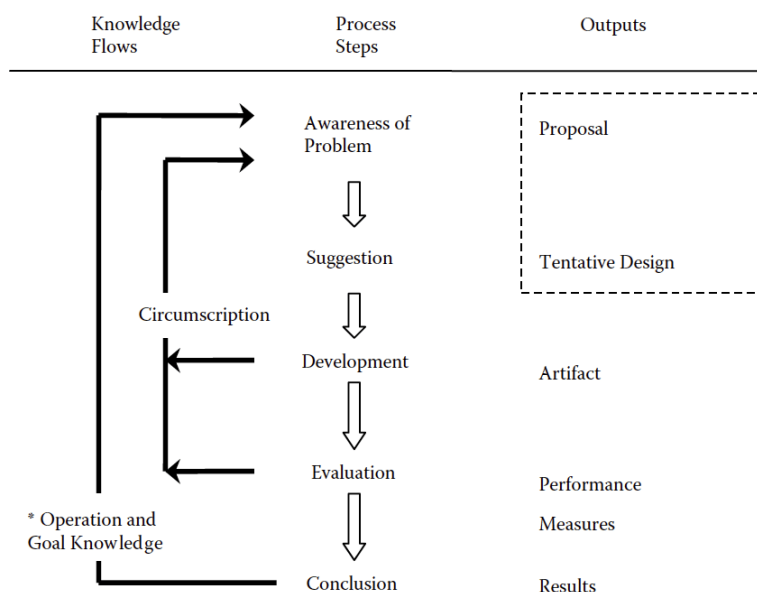 Knowledge
Flows
Process
Steps
Outputs
Awareness of
Problem
Proposal
Suggestion
Tentative Design
Circumscription
Development
Artifact
Evaluation
Performance
Measures
* Operation and
Goal Knowledge
Conclusion
Results